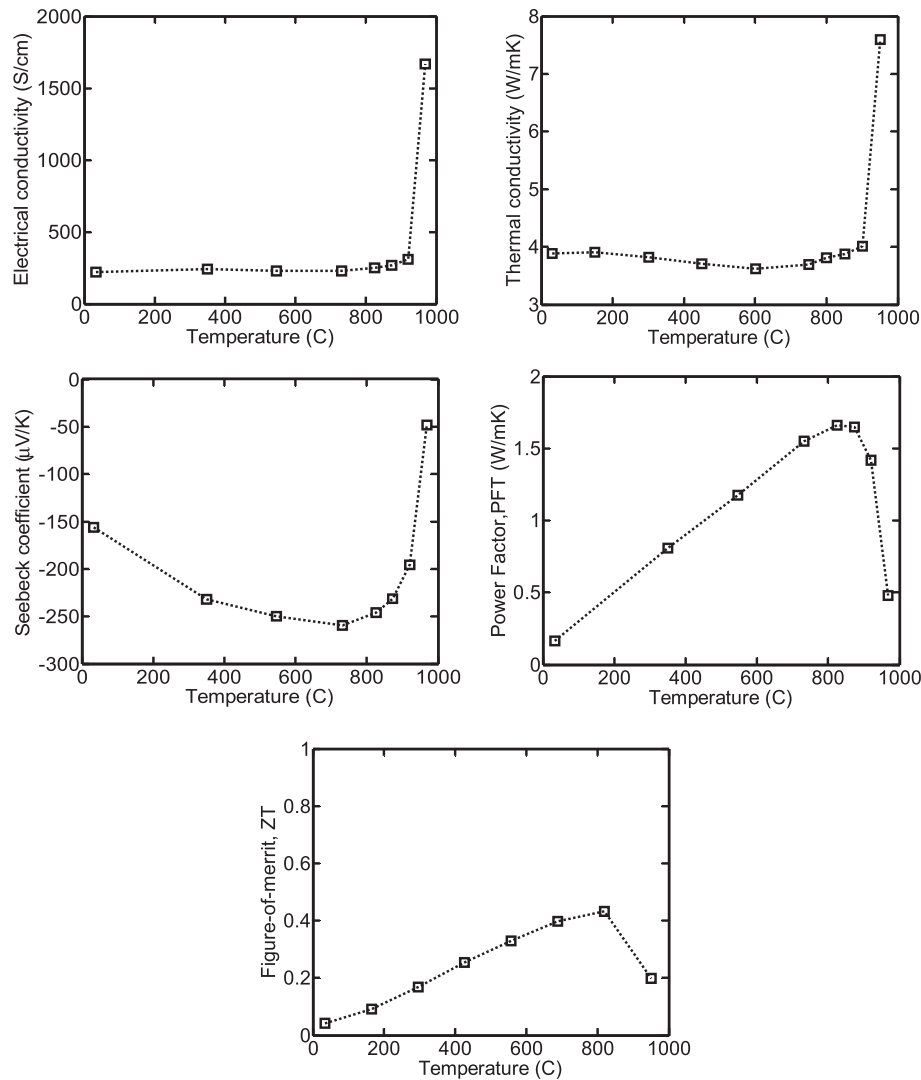 Electrical conductivity (S/cm)
2000
1500
1000
500
0
0 200 400 600 800 1000
Temperature (C)
Thermal conductivity (W/mK)
8
7
6
5
4
3
0 200 400 600 800 1000
Temperature (C)
Seebeck coefficient (μV/K)
0
-50
-100
-150
-200
-250
-300
0 200 400 600 800 1000
Temperature (C)
Power Factor,PFT (W/mK)
2
1.5
1
0.5
0
0 200 400 600 800 1000
Temperature (C)
Figure-of-merrit, ZT
1
0.8
0.6
0.4
0.2
0
0 200 400 600 800 1000
Temperature (C)